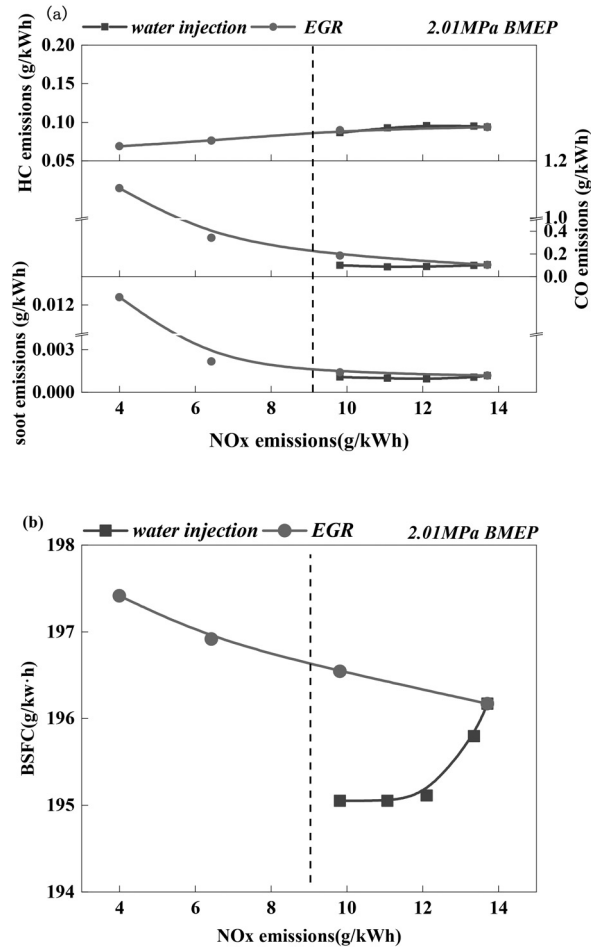 (a)
water injection EGR 2.01MPa BMEP
HC emissions (g/kWh)
0.20
0.15
0.10
0.05
CO emissions (g/kWh)
1.2
1.0
0.4
0.2
0.0
soot emissions (g/kWh)
0.012
0.003
0.000
4 6 8 10 12 14
NOx emissions(g/kWh)
(b)
water injection EGR 2.01MPa BMEP
BSFC(g/kw·h)
198
197
196
195
194
4 6 8 10 12 14
NOx emissions(g/kWh)